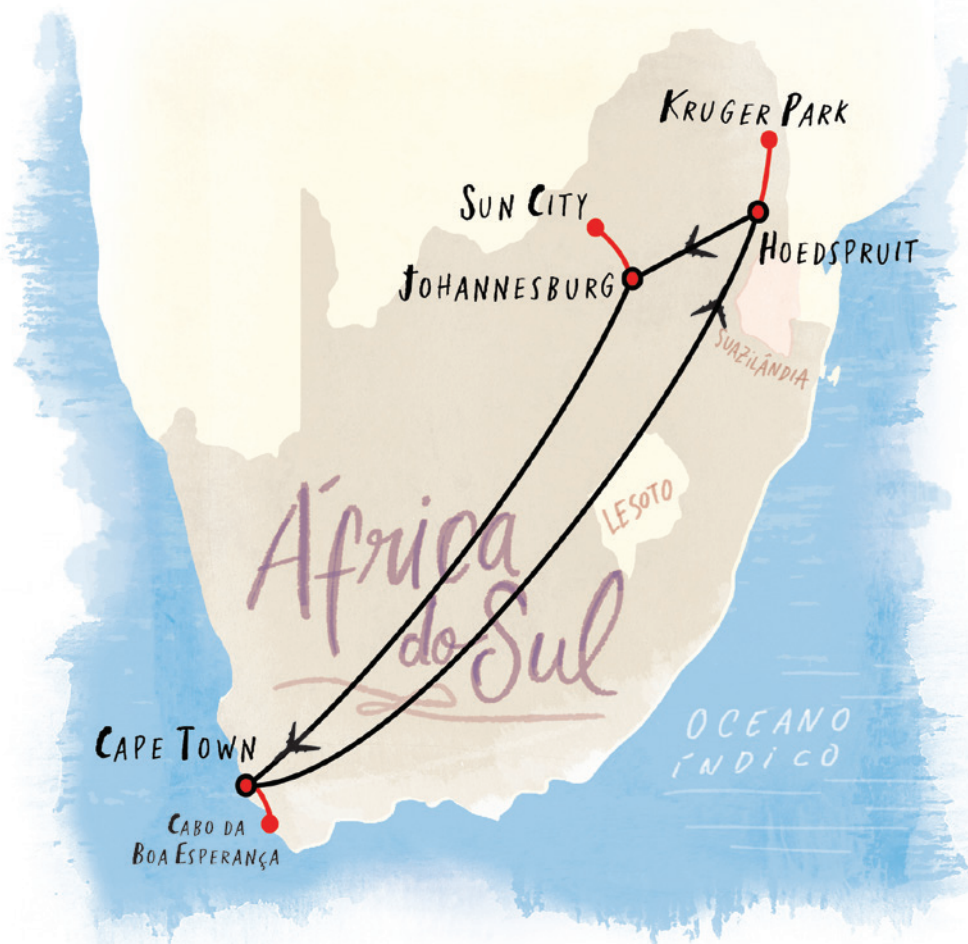 KRUGER PARK
SUN CITY
HOEDSPRUIT
JOHANNESBURG
SUAZILÂNDIA
LESOTO
África
do Sul
OCEANO
ÍNDICO
CAPE TOWN
CABO DA
BOA ESPERANÇA